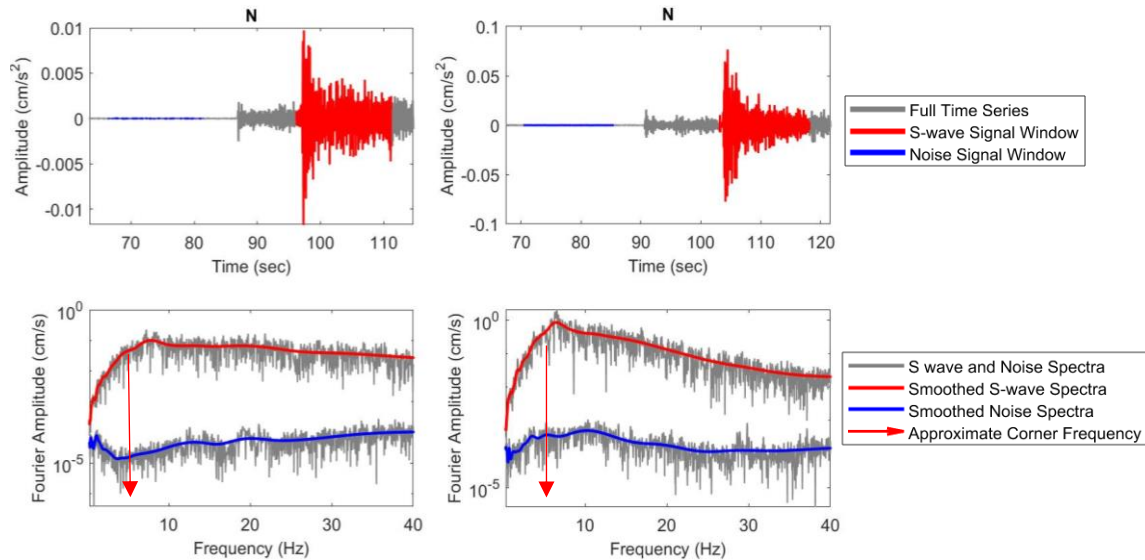 N
0.01
0.005
0
-0.005
-0.01
Amplitude (cm/s²)
70 80 90 100 110
Time (sec)
N
0.1
0.05
0
-0.05
-0.1
Amplitude (cm/s²)
70 80 90 100 110 120
Time (sec)
Full Time Series
S-wave Signal Window
Noise Signal Window
10⁰
10⁻⁵
Fourier Amplitude (cm/s)
10 20 30 40
Frequency (Hz)
10⁰
10⁻⁵
Fourier Amplitude (cm/s)
10 20 30 40
Frequency (Hz)
S wave and Noise Spectra
Smoothed S-wave Spectra
Smoothed Noise Spectra
Approximate Corner Frequency